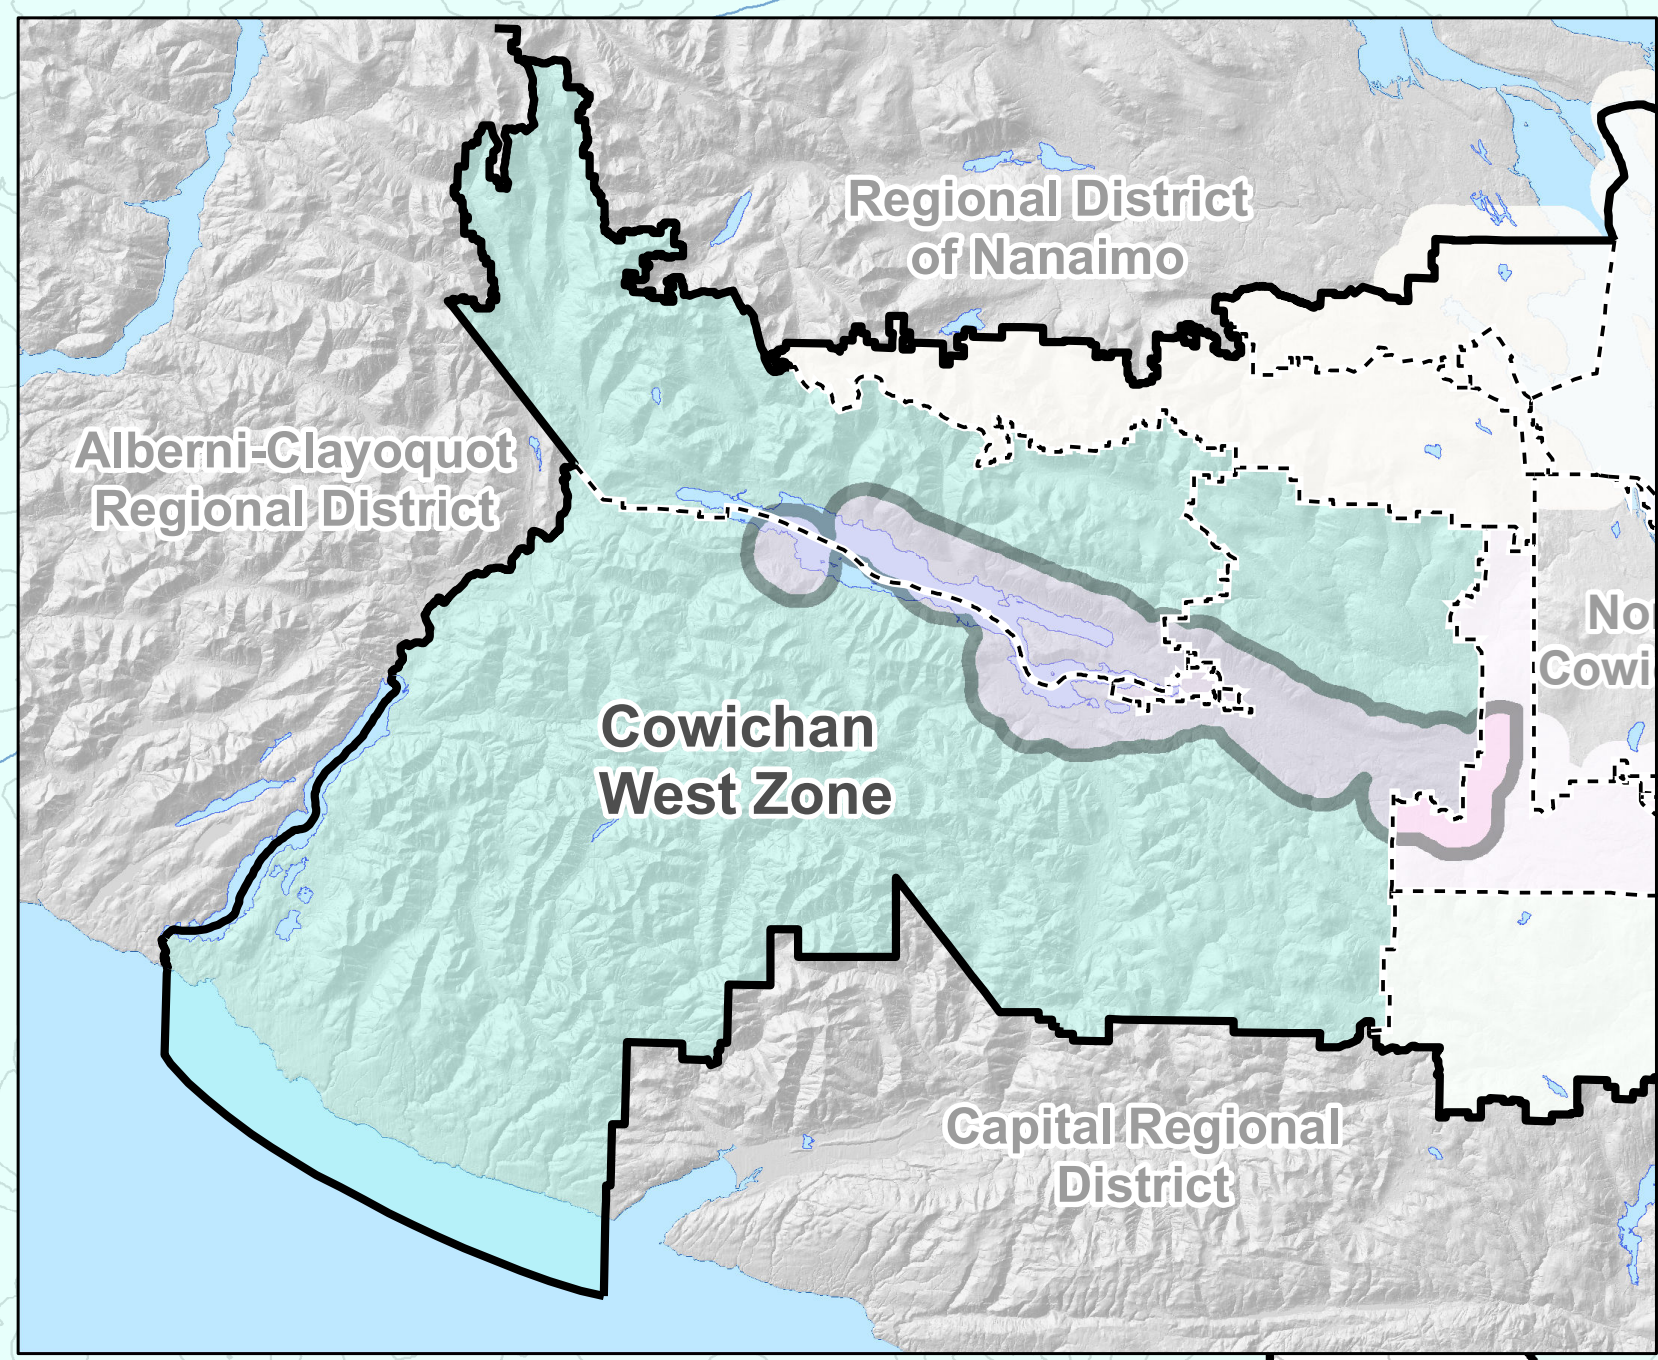 Regional District
of Nanaimo
Alberni-Clayoquot
Regional District
No
Cowi
Cowichan
West Zone
Capital Regional
District